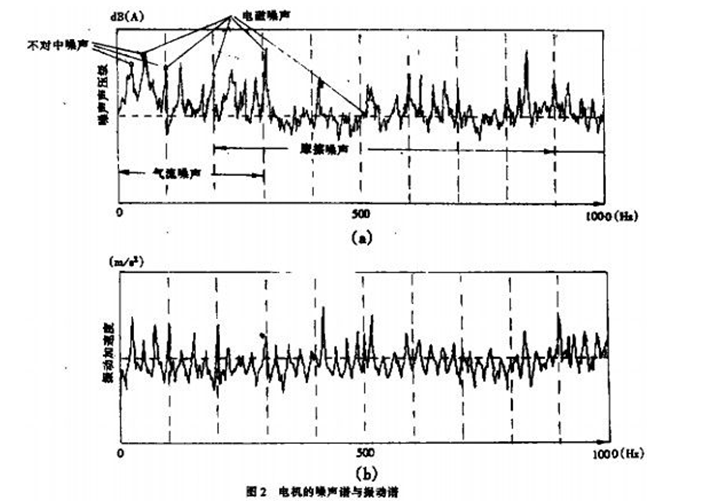 dB(A)
电磁噪声
不对中噪声
噪声声压级
摩擦噪声
气流噪声
0
500
1000(Hz)
(a)
(m/s²)
振动加速度
0
500
1000(Hz)
(b)
图2 电机的噪声谱与振动谱